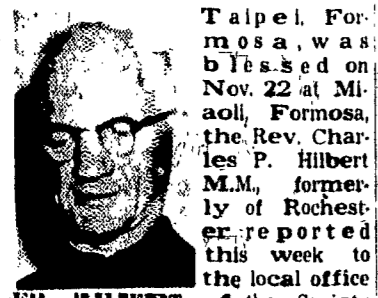 Taipei, For-
mosa, was
blessed on
Nov. 22 at Mi-
aoli, Formosa,
the Rev. Char-
les P. Hilbert
M.M., former-
ly of Rochest-
er reported
this week to
the local office